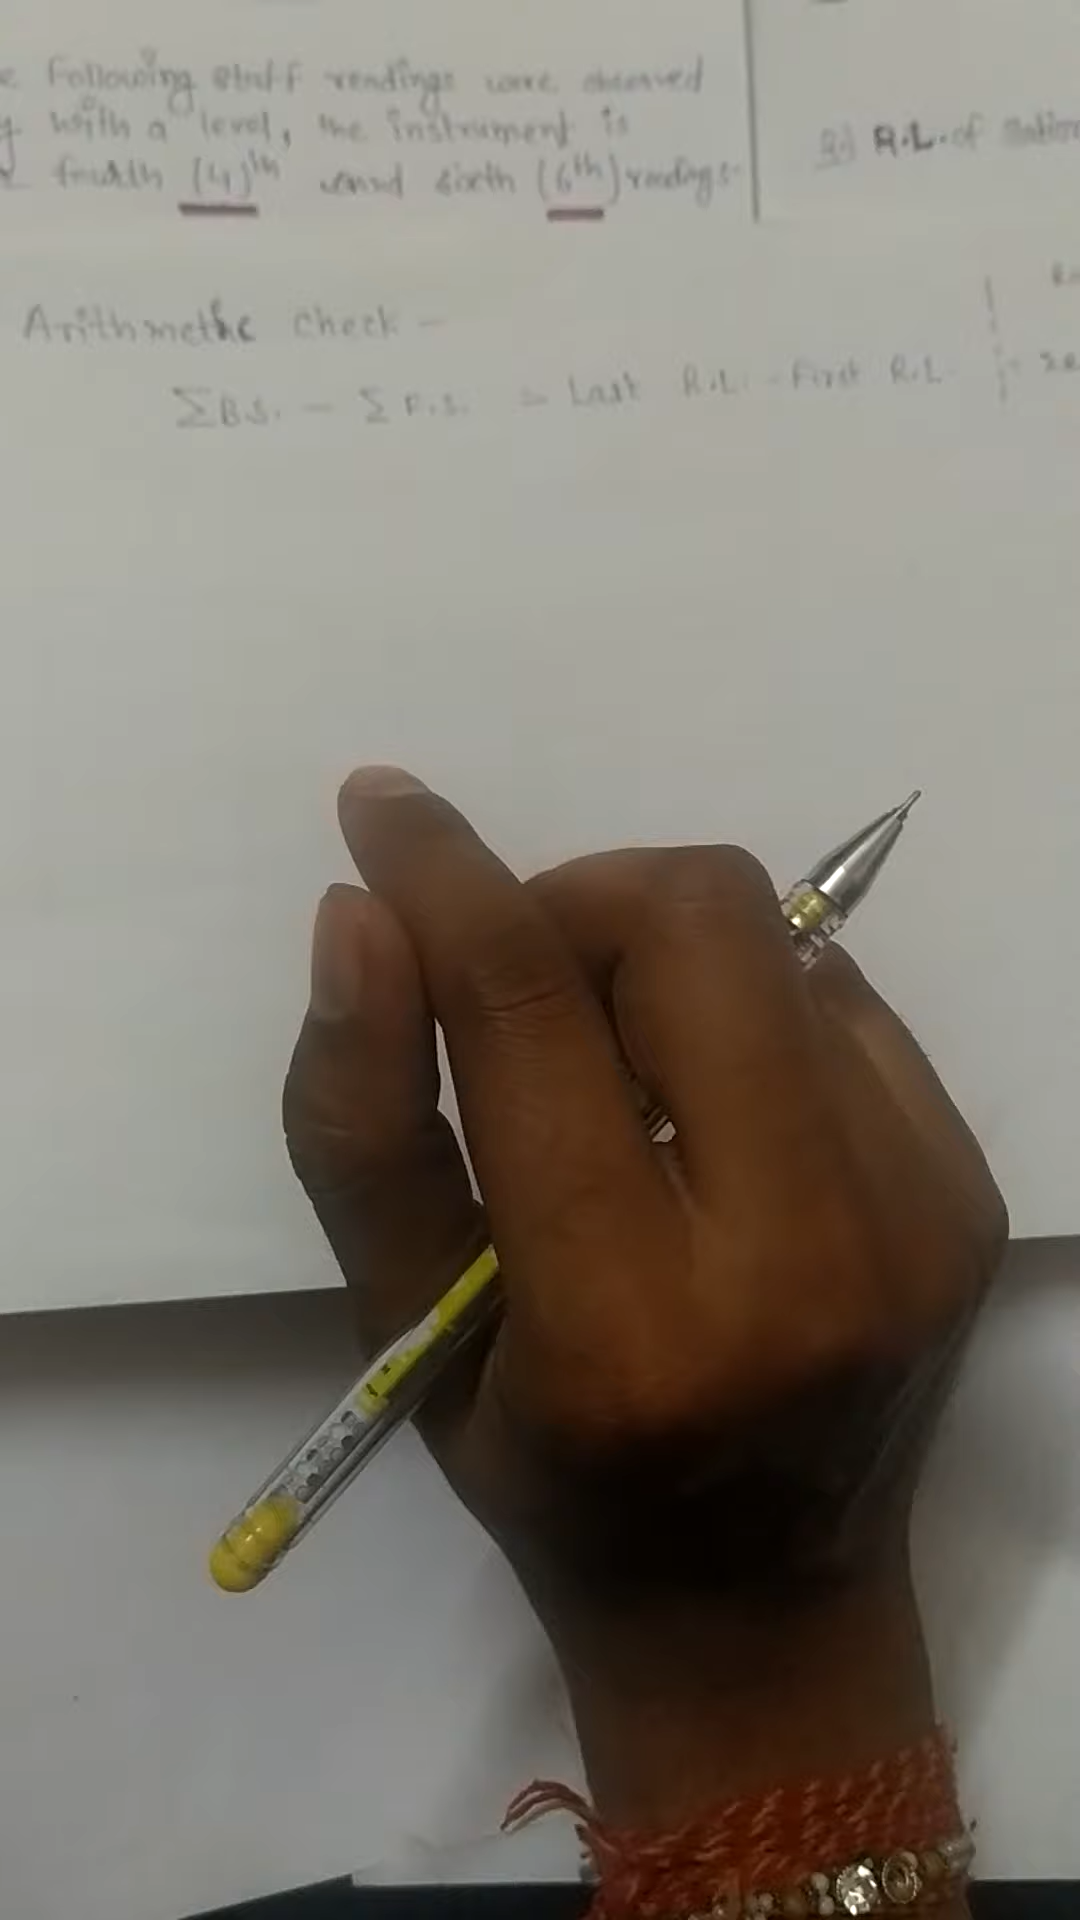 following staff readings were observed
with a level, the instrument is
fourth (4)th and sixth (6th) readings.
R.L. of
Arithmetic check -
ΣB.S. - ΣF.S. = Last R.L. - First R.L.